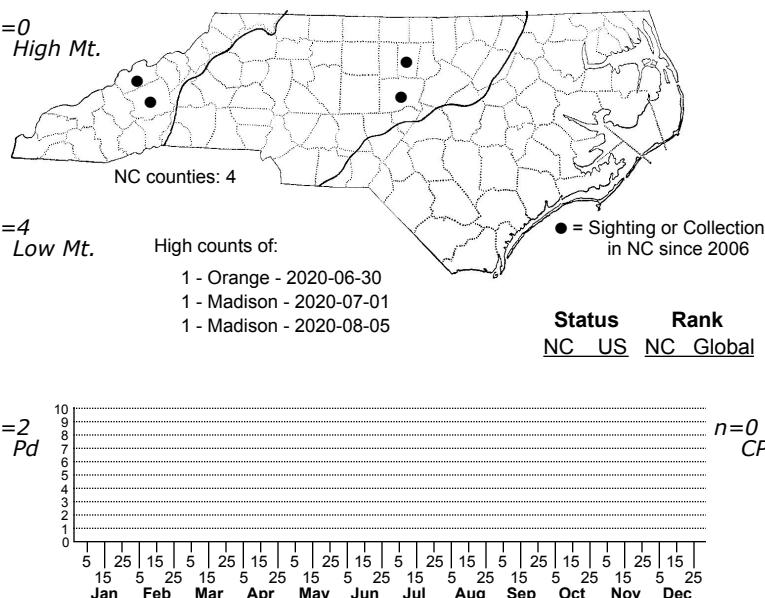 =0
High Mt.
NC counties: 4
=4
Low Mt.
High counts of:
1 - Orange - 2020-06-30
1 - Madison - 2020-07-01
1 - Madison - 2020-08-05
● = Sighting or Collection
in NC since 2006
Status Rank
NC US NC Global
=2
Pd
10
9
8
7
6
5
4
3
2
1
0
n=0
CP
5 25 15 5 25 15 5 25 15 5 25 15 5 25 15 5 25 15
15 5 25 15 5 25 15 5 25 15 5 25 15 5 25 15 5 25
Jan Feb Mar Apr May Jun Jul Aug Sep Oct Nov Dec